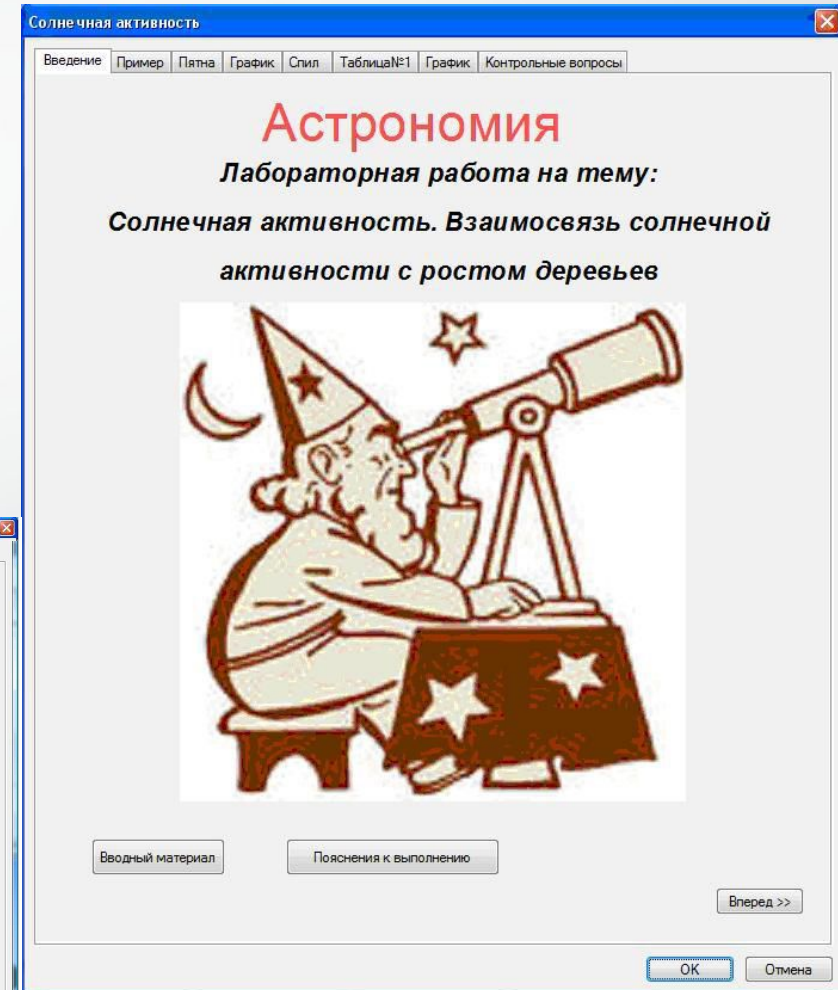 Солнечная активность
Введение Пример Пятна График Спил Таблица№1 График Контрольные вопросы
Астрономия
Лабораторная работа на тему:
Солнечная активность. Взаимосвязь солнечной
активности с ростом деревьев
Вводный материал Пояснения к выполнению
Вперед >>
OK Отмена